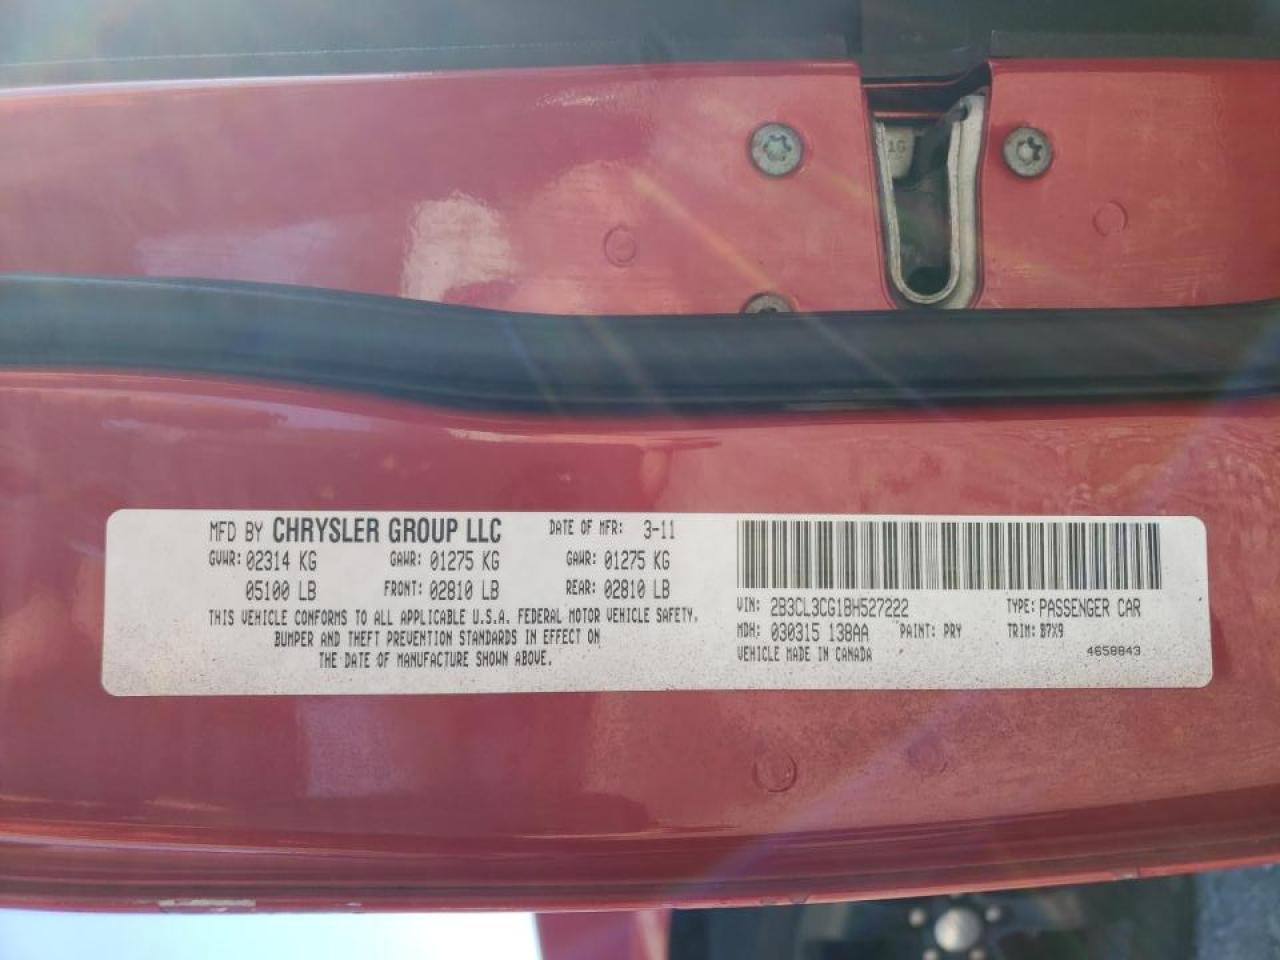 16
MFD BY CHRYSLER GROUP LLC DATE OF MFR: 3-11
GVWR: 02314 KG GAWR: 01275 KG GAWR: 01275 KG
05100 LB FRONT: 02810 LB REAR: 02810 LB
THIS VEHICLE CONFORMS TO ALL APPLICABLE U.S.A. FEDERAL MOTOR VEHICLE SAFETY,
BUMPER AND THEFT PREVENTION STANDARDS IN EFFECT ON
THE DATE OF MANUFACTURE SHOWN ABOVE.
VIN: 2B3CL3CG1BH527222 TYPE: PASSENGER CAR
MDH: 030315 138AA PAINT: PRY TRIM: B7X9
VEHICLE MADE IN CANADA 4658843